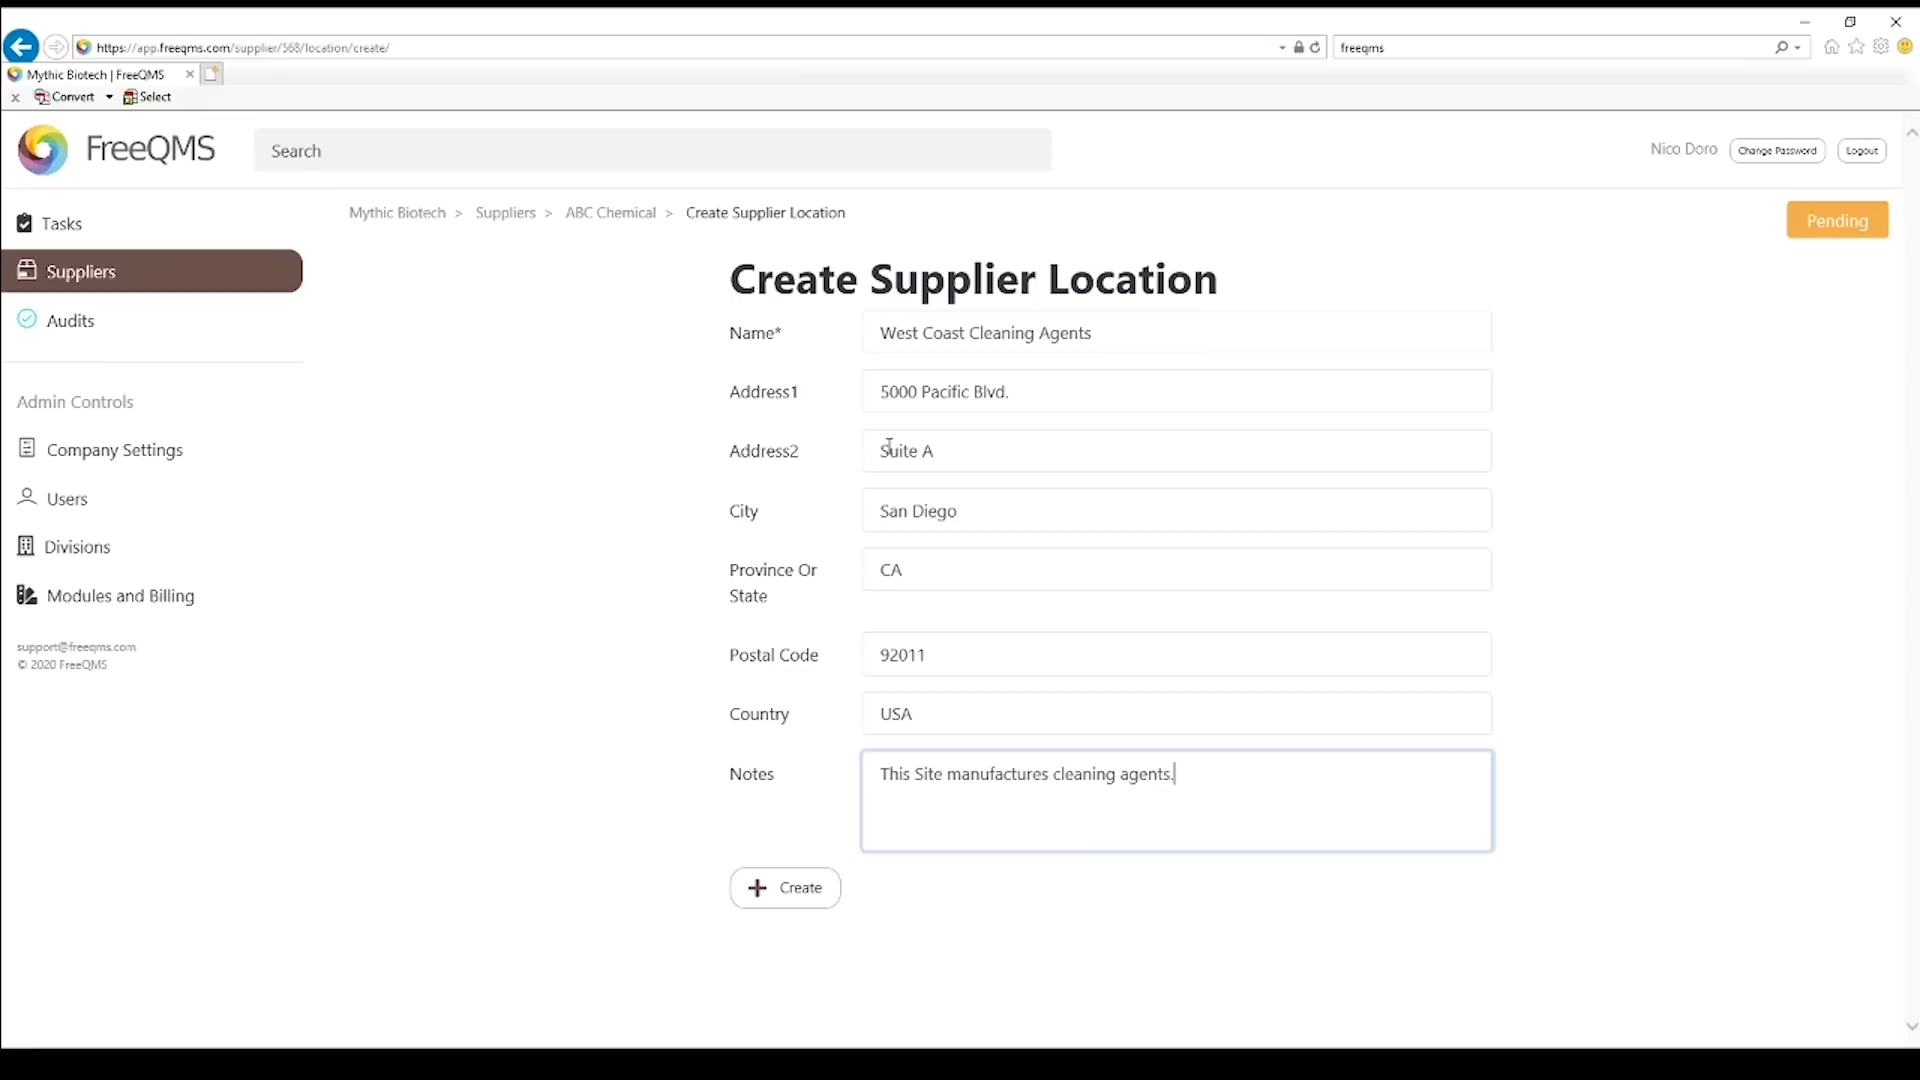 https://app.freeqms.com/supplier/568/location/create/
freeqms
Mythic Biotech | FreeQMS
x Convert Select
FreeQMS
Search
Nico Doro
Change Password
Logout
Tasks
Suppliers
Audits
Admin Controls
Company Settings
Users
Divisions
Modules and Billing
support@freeqms.com
© 2020 FreeQMS
Mythic Biotech > Suppliers > ABC Chemical > Create Supplier Location
Pending
Create Supplier Location
Name* West Coast Cleaning Agents
Address1 5000 Pacific Blvd.
Address2 Suite A
City San Diego
Province Or
State
CA
Postal Code 92011
Country USA
Notes This Site manufactures cleaning agents.
+ Create